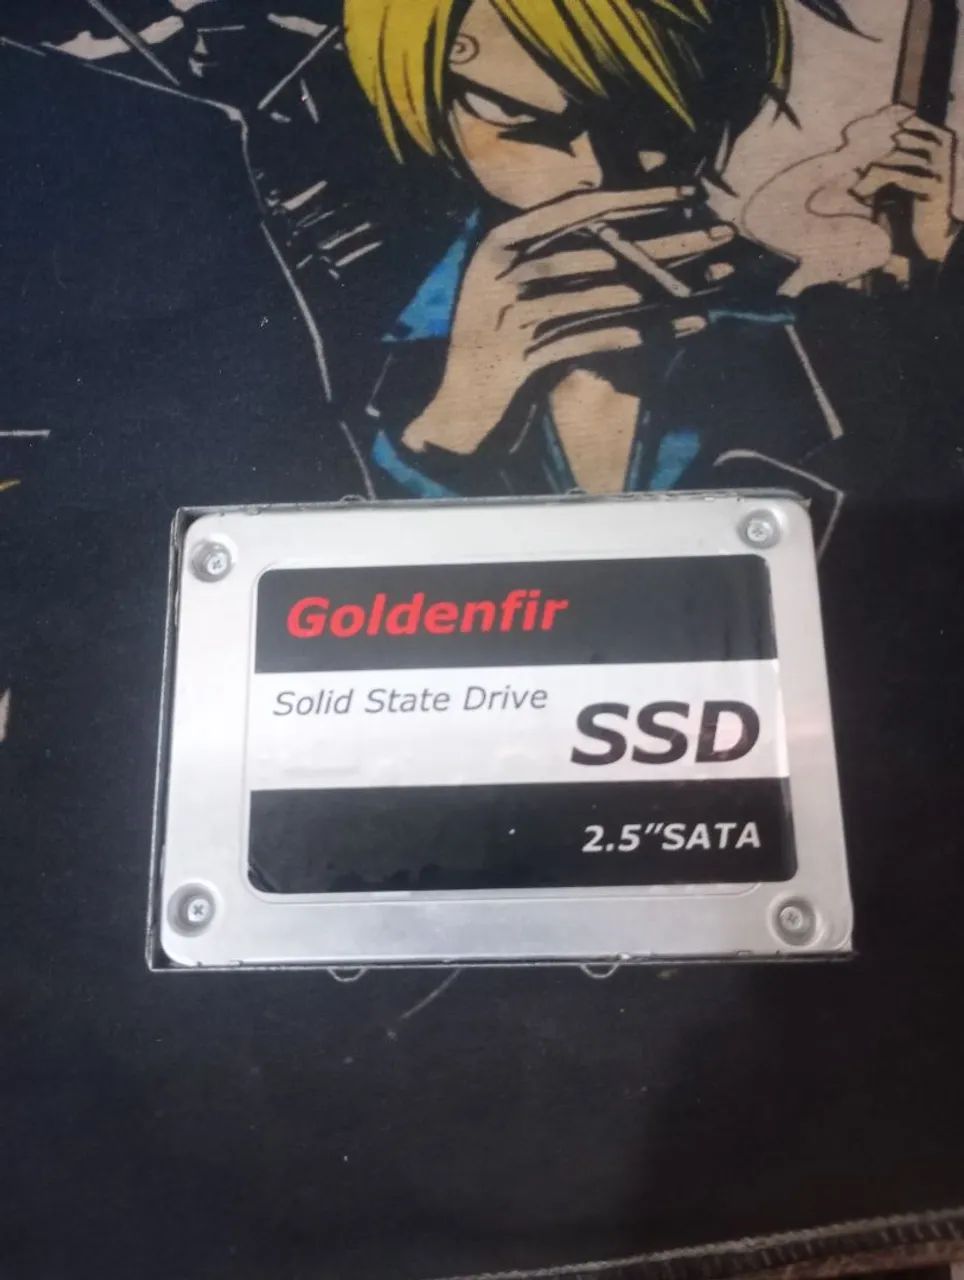 Goldenfir
Solid State Drive
SSD
2.5"SATA